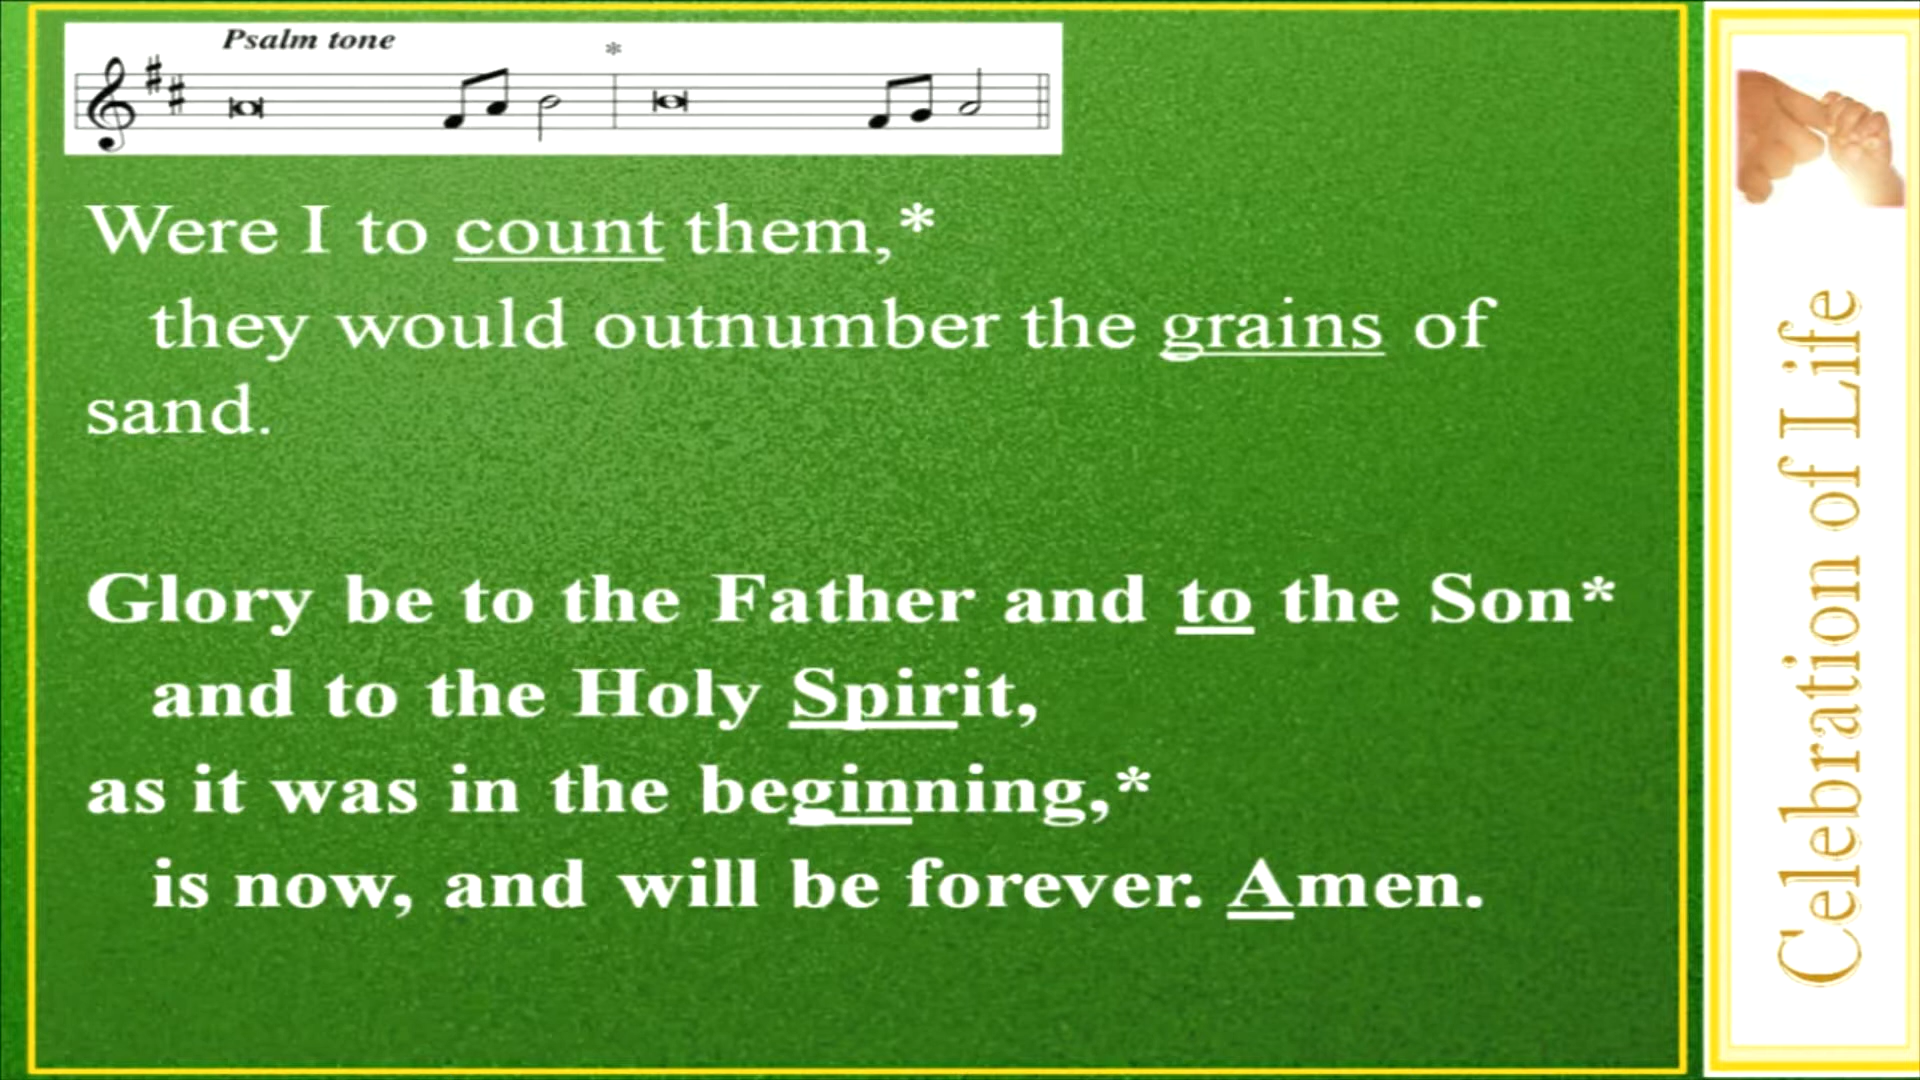 Psalm tone
*
Were I to count them,*
they would outnumber the grains of
sand.
Glory be to the Father and to the Son*
and to the Holy Spirit,
as it was in the beginning,*
is now, and will be forever. Amen.
Celebration of Life